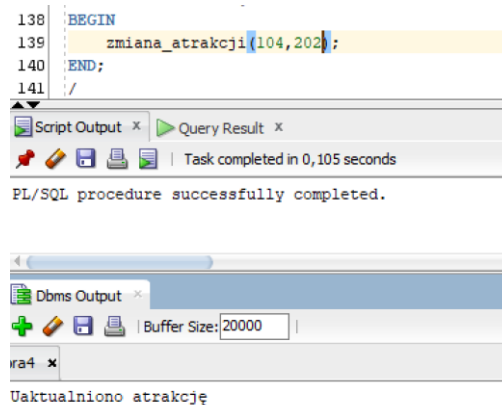 138 BEGIN
139 zmiana_atrakcji(104,202);
140 END;
141 /
Script Output x Query Result x
Task completed in 0,105 seconds
PL/SQL procedure successfully completed.
Dbms Output x
Buffer Size: 20000
ora4 x
Uaktualniono atrakcję